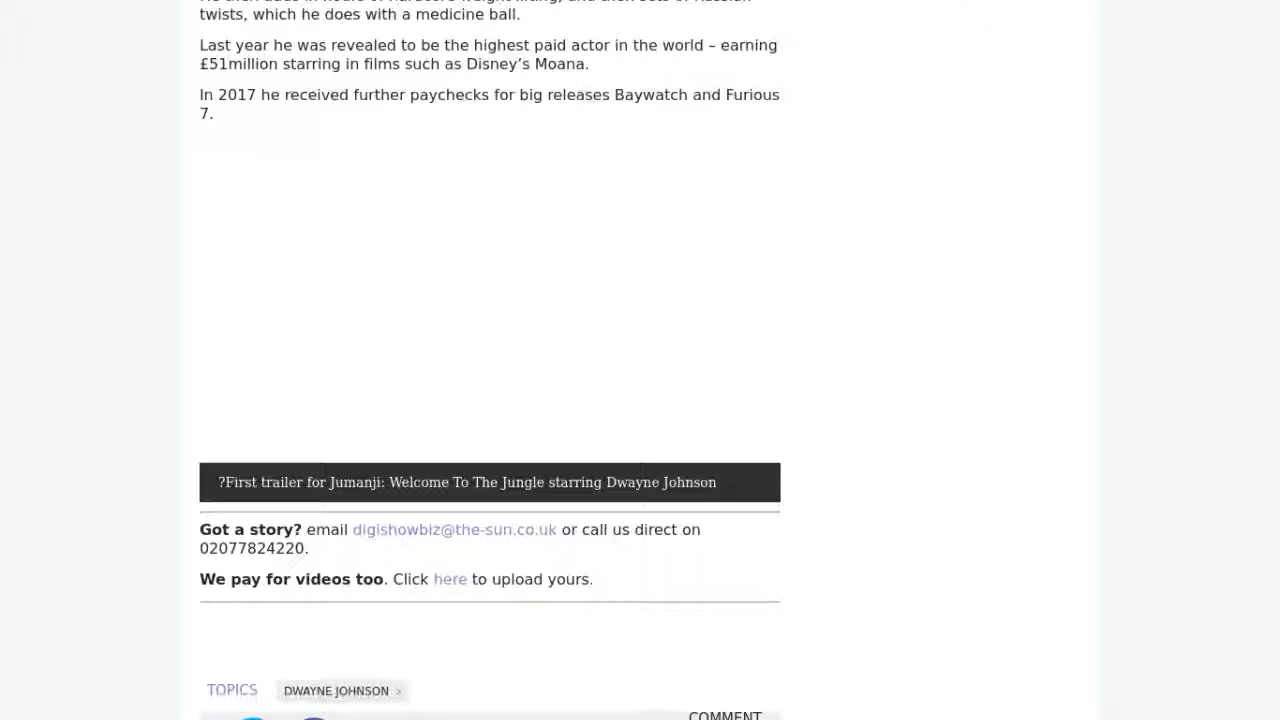 twists, which he does with a medicine ball.
Last year he was revealed to be the highest paid actor in the world – earning
£51million starring in films such as Disney’s Moana.
In 2017 he received further paychecks for big releases Baywatch and Furious
7.
?First trailer for Jumanji: Welcome To The Jungle starring Dwayne Johnson
Got a story? email digishowbiz@the-sun.co.uk or call us direct on
02077824220.
We pay for videos too. Click here to upload yours.
TOPICS DWAYNE JOHNSON >
COMMENT